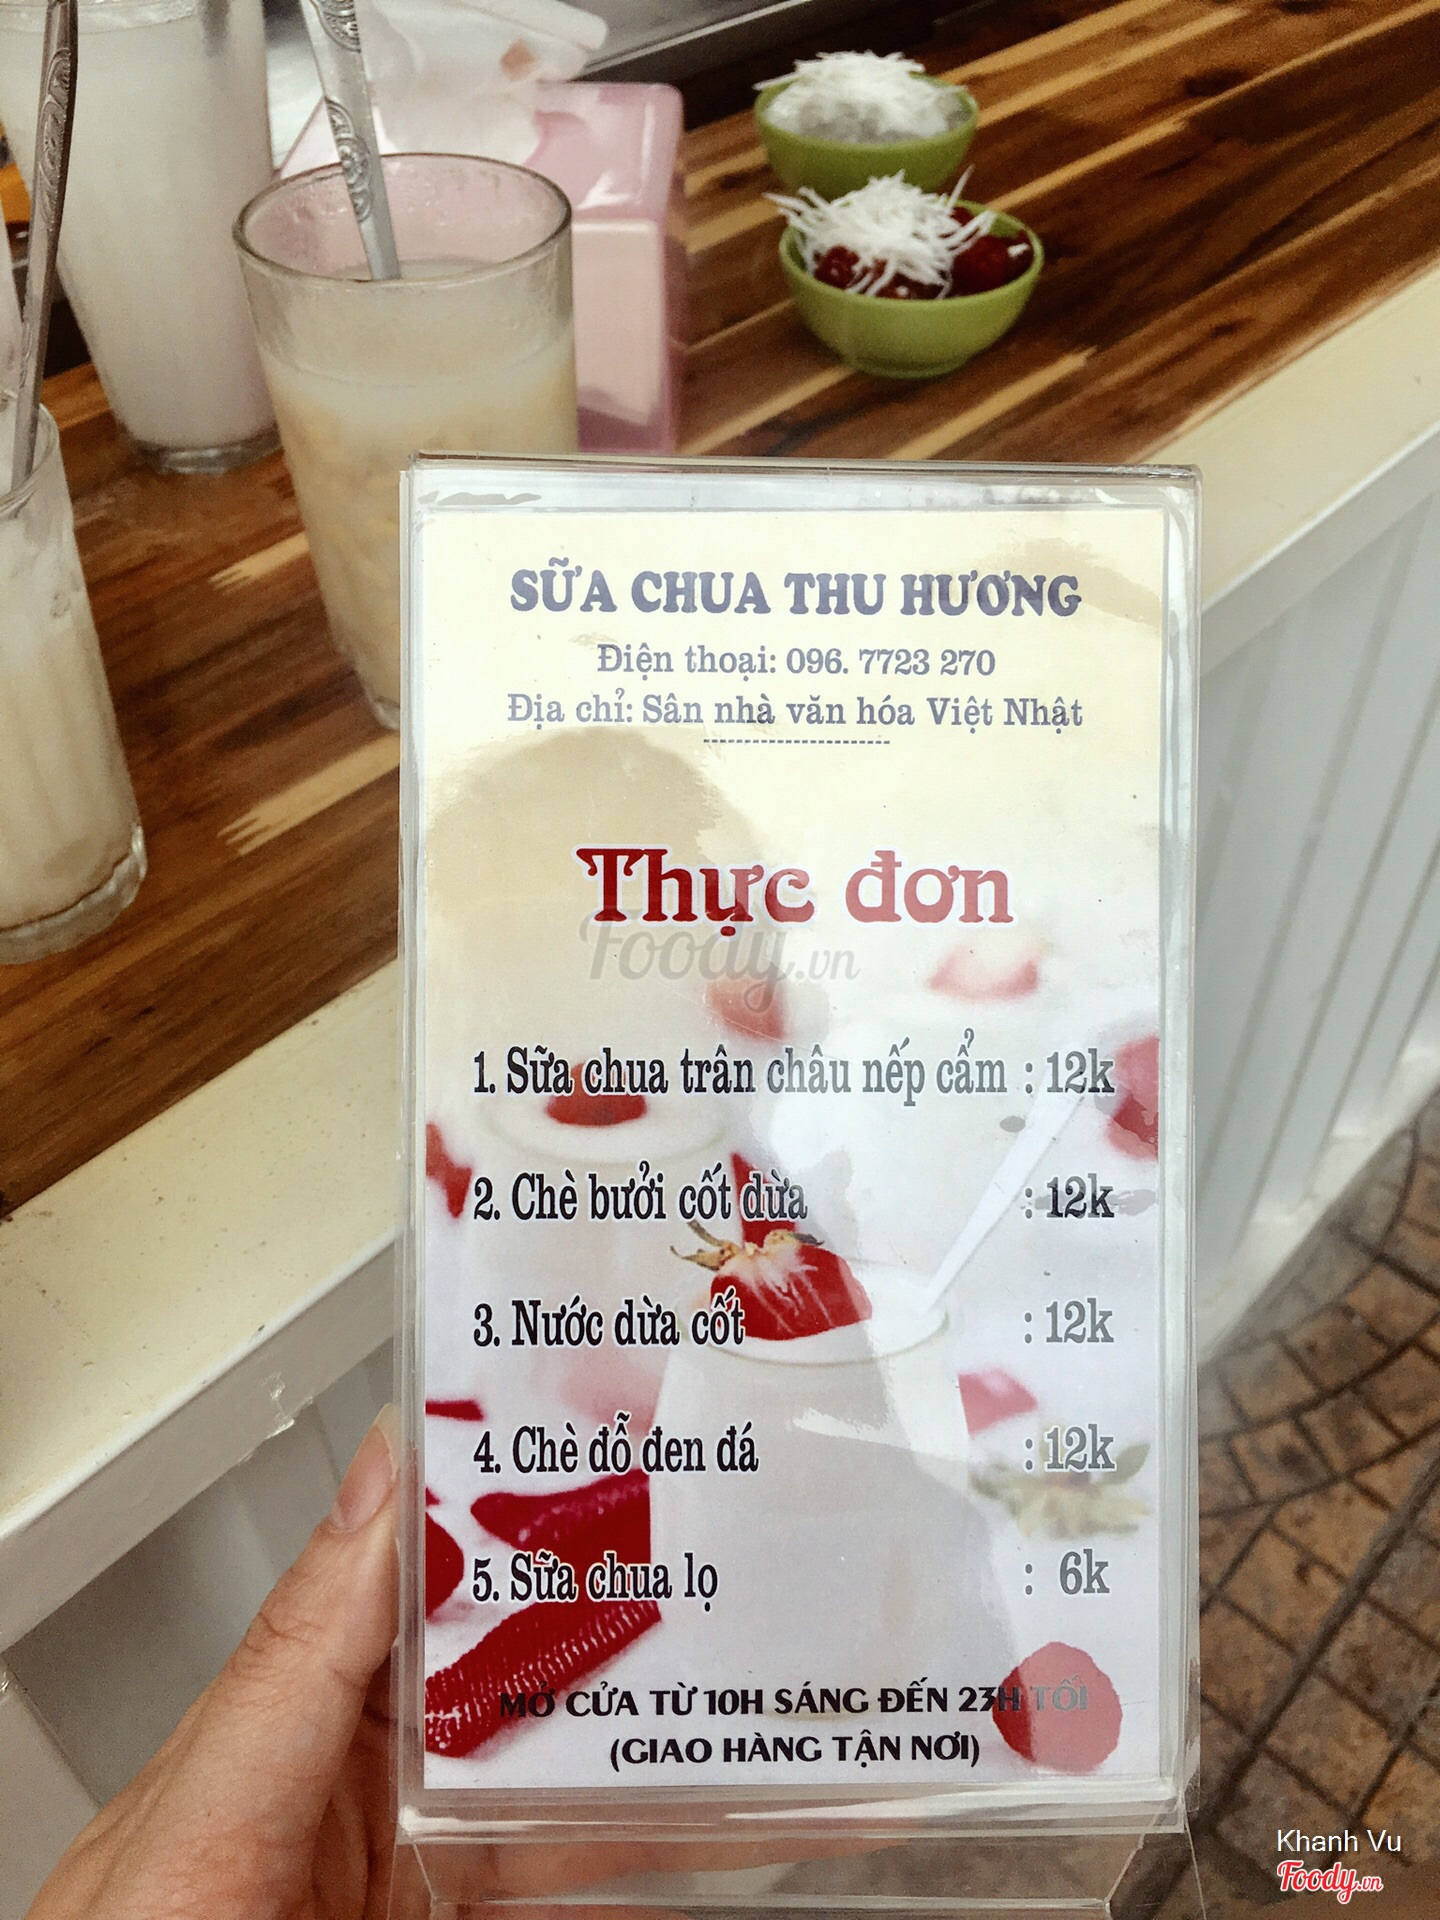 SỮA CHUA THU HƯƠNG
Điện thoại: 096. 7723 270
Địa chỉ: Sân nhà văn hóa Việt Nhật
Thực đơn
Foody.vn
1. Sữa chua trân châu nếp cẩm : 12k
2. Chè bưởi cốt dừa : 12k
3. Nước dừa cốt : 12k
4. Chè đỗ đen đá : 12k
5. Sữa chua lọ : 6k
MỞ CỬA TỪ 10H SÁNG ĐẾN 23H TỐI
(GIAO HÀNG TẬN NƠI)
Khanh Vu
Foody.vn